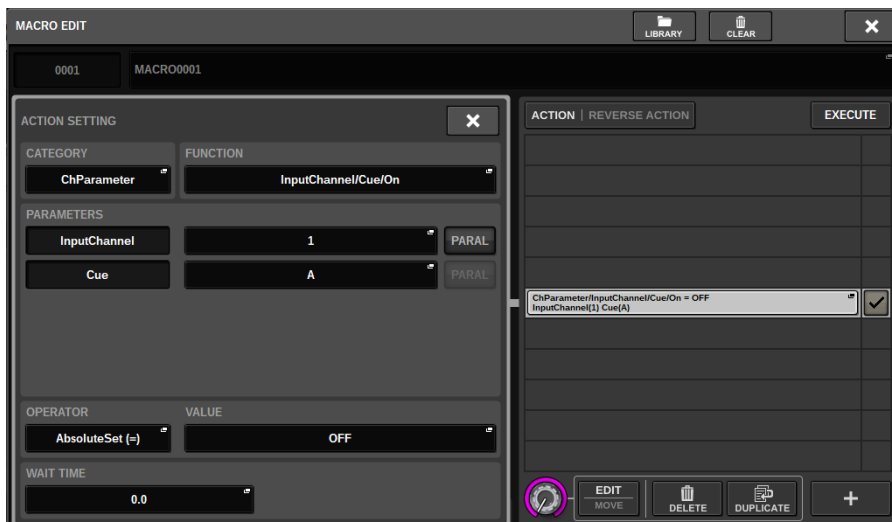 MACRO EDIT
LIBRARY
CLEAR
0001
MACRO0001
ACTION SETTING
CATEGORY
FUNCTION
ChParameter
InputChannel/Cue/On
PARAMETERS
InputChannel
1
PARAL
Cue
A
PARAL
OPERATOR
VALUE
AbsoluteSet (=)
OFF
WAIT TIME
0.0
ACTION | REVERSE ACTION
EXECUTE
ChParameter/InputChannel/Cue/On = OFF
InputChannel(1) Cue(A)
EDIT
MOVE
DELETE
DUPLICATE